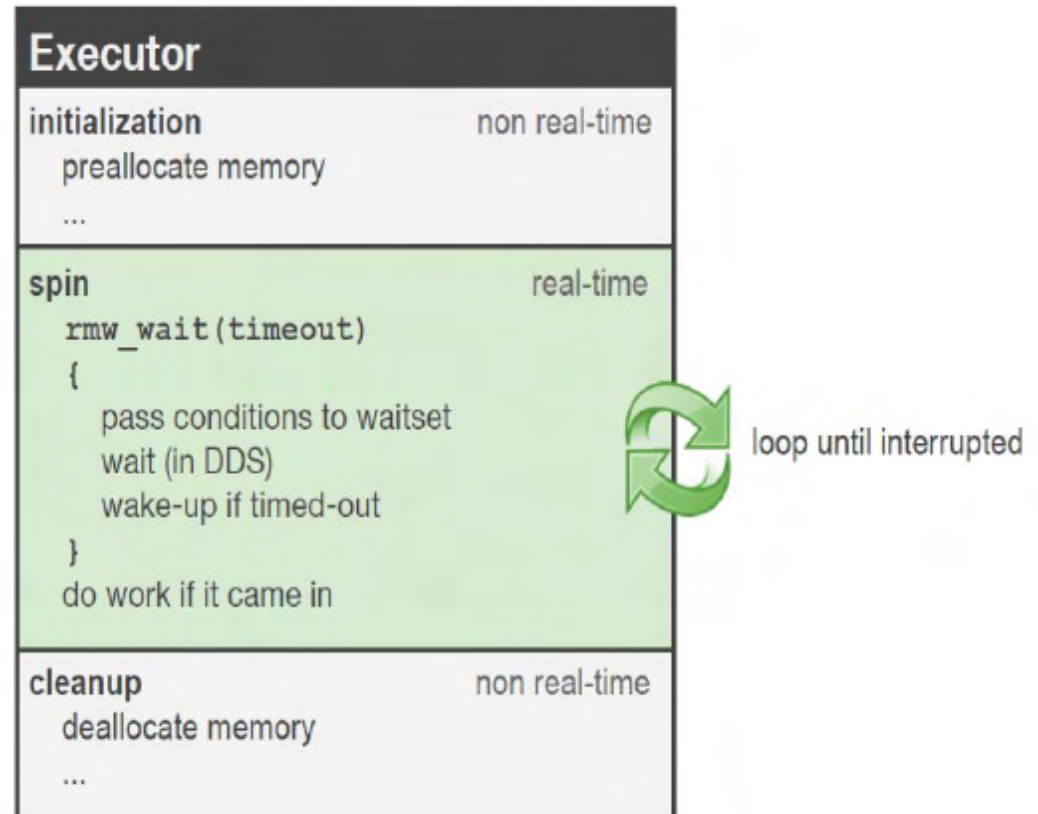 Executor
initialization non real-time
preallocate memory
...
spin real-time
rmw_wait(timeout)
{
pass conditions to waitset
wait (in DDS)
wake-up if timed-out
}
do work if it came in
loop until interrupted
cleanup non real-time
deallocate memory
...